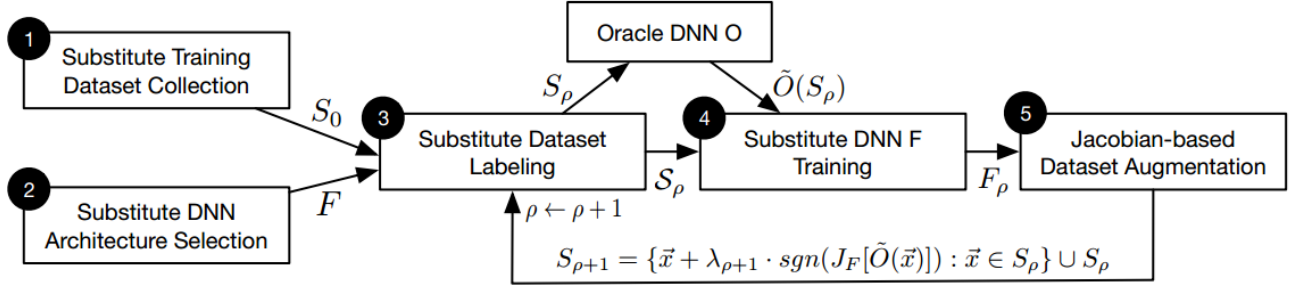 1
Substitute Training
Dataset Collection
2
Substitute DNN
Architecture Selection
S₀
F
3
Substitute Dataset
Labeling
S_ρ
Oracle DNN O
Õ(S_ρ)
𝒮_ρ
4
Substitute DNN F
Training
F_ρ
5
Jacobian-based
Dataset Augmentation
ρ ← ρ + 1
S_{ρ+1} = {x⃗ + λ_{ρ+1} · sgn(J_F[Õ(x⃗)]) : x⃗ ∈ S_ρ} ∪ S_ρ